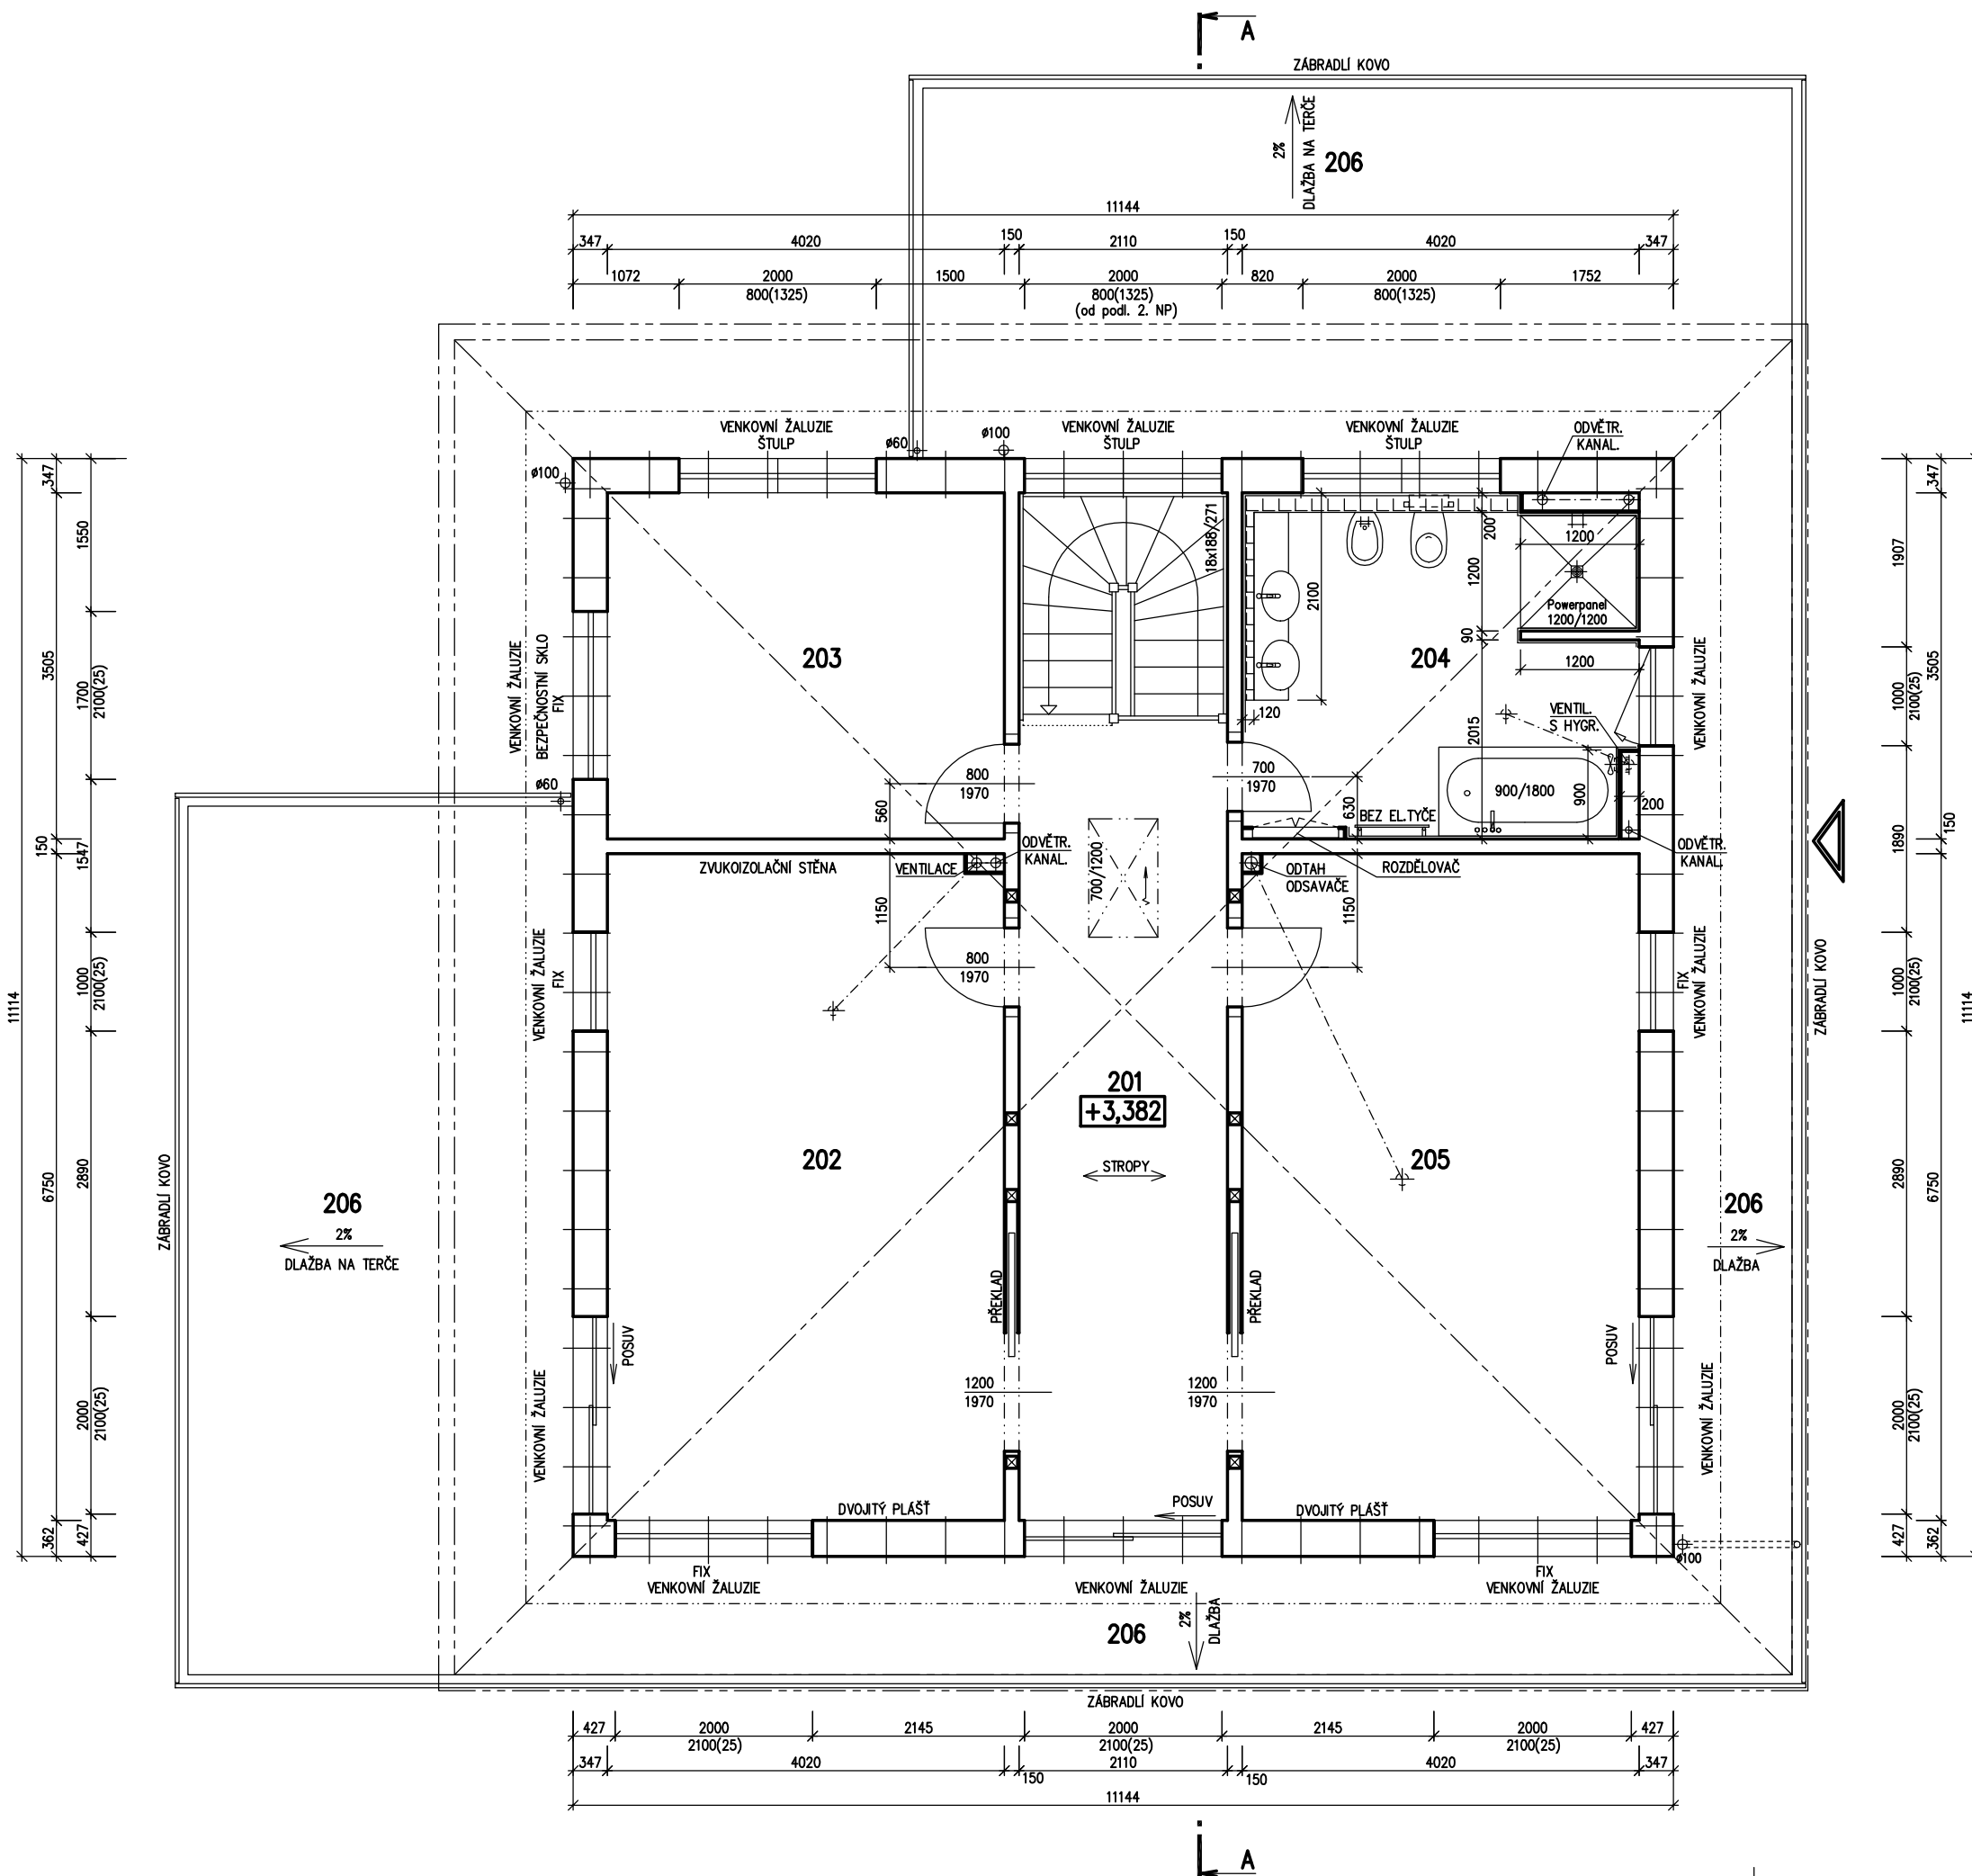 A
ZÁBRADLÍ KOVO
2%
DLAŽBA NA TERČE
206
11144
347
4020
150
2110
150
4020
347
1072
2000
800(1325)
1500
2000
800(1325)
(od podl. 2. NP)
820
2000
800(1325)
1752
VENKOVNÍ ŽALUZIE
ŠTULP
ø60
ø100
VENKOVNÍ ŽALUZIE
ŠTULP
VENKOVNÍ ŽALUZIE
ŠTULP
ODVĚTR.
KANAL.
ø100
11114
347
3505
150
6750
362
1550
1700
2100(25)
1547
1000
2100(25)
2890
2000
2100(25)
427
VENKOVNÍ ŽALUZIE
BEZPEČNOSTNÍ SKLO
FIX
ø60
203
18x188/271
2100
120
200
1200
90
2015
1200
Powerpanel
1200/1200
204
1200
VENTIL.
S HYGR.
900/1800
900
200
VENKOVNÍ ŽALUZIE
800
1970
560
700
1970
630
BEZ EL.TYČE
ODVĚTR.
KANAL.
ZVUKOIZOLAČNÍ STĚNA
VENTILACE
ODVĚTR.
KANAL.
700/1200
ODTAH
ODSAVAČE
ROZDĚLOVAČ
1150
800
1970
1150
VENKOVNÍ ŽALUZIE
FIX
FIX
VENKOVNÍ ŽALUZIE
ZÁBRADLÍ KOVO
201
+3,382
STROPY
202
205
ZÁBRADLÍ KOVO
206
2%
DLAŽBA NA TERČE
206
2%
DLAŽBA
PŘEKLAD
PŘEKLAD
POSUV
POSUV
1200
1970
1200
1970
VENKOVNÍ ŽALUZIE
VENKOVNÍ ŽALUZIE
DVOJITÝ PLÁŠŤ
POSUV
DVOJITÝ PLÁŠŤ
ø100
FIX
VENKOVNÍ ŽALUZIE
VENKOVNÍ ŽALUZIE
FIX
VENKOVNÍ ŽALUZIE
206
2%
DLAŽBA
ZÁBRADLÍ KOVO
347
1907
1000
2100(25)
3505
1890
150
1000
2100(25)
2890
6750
2000
2100(25)
427
362
11114
427
2000
2100(25)
2145
2000
2100(25)
2145
2000
2100(25)
427
347
4020
150
2110
150
4020
347
11144
A